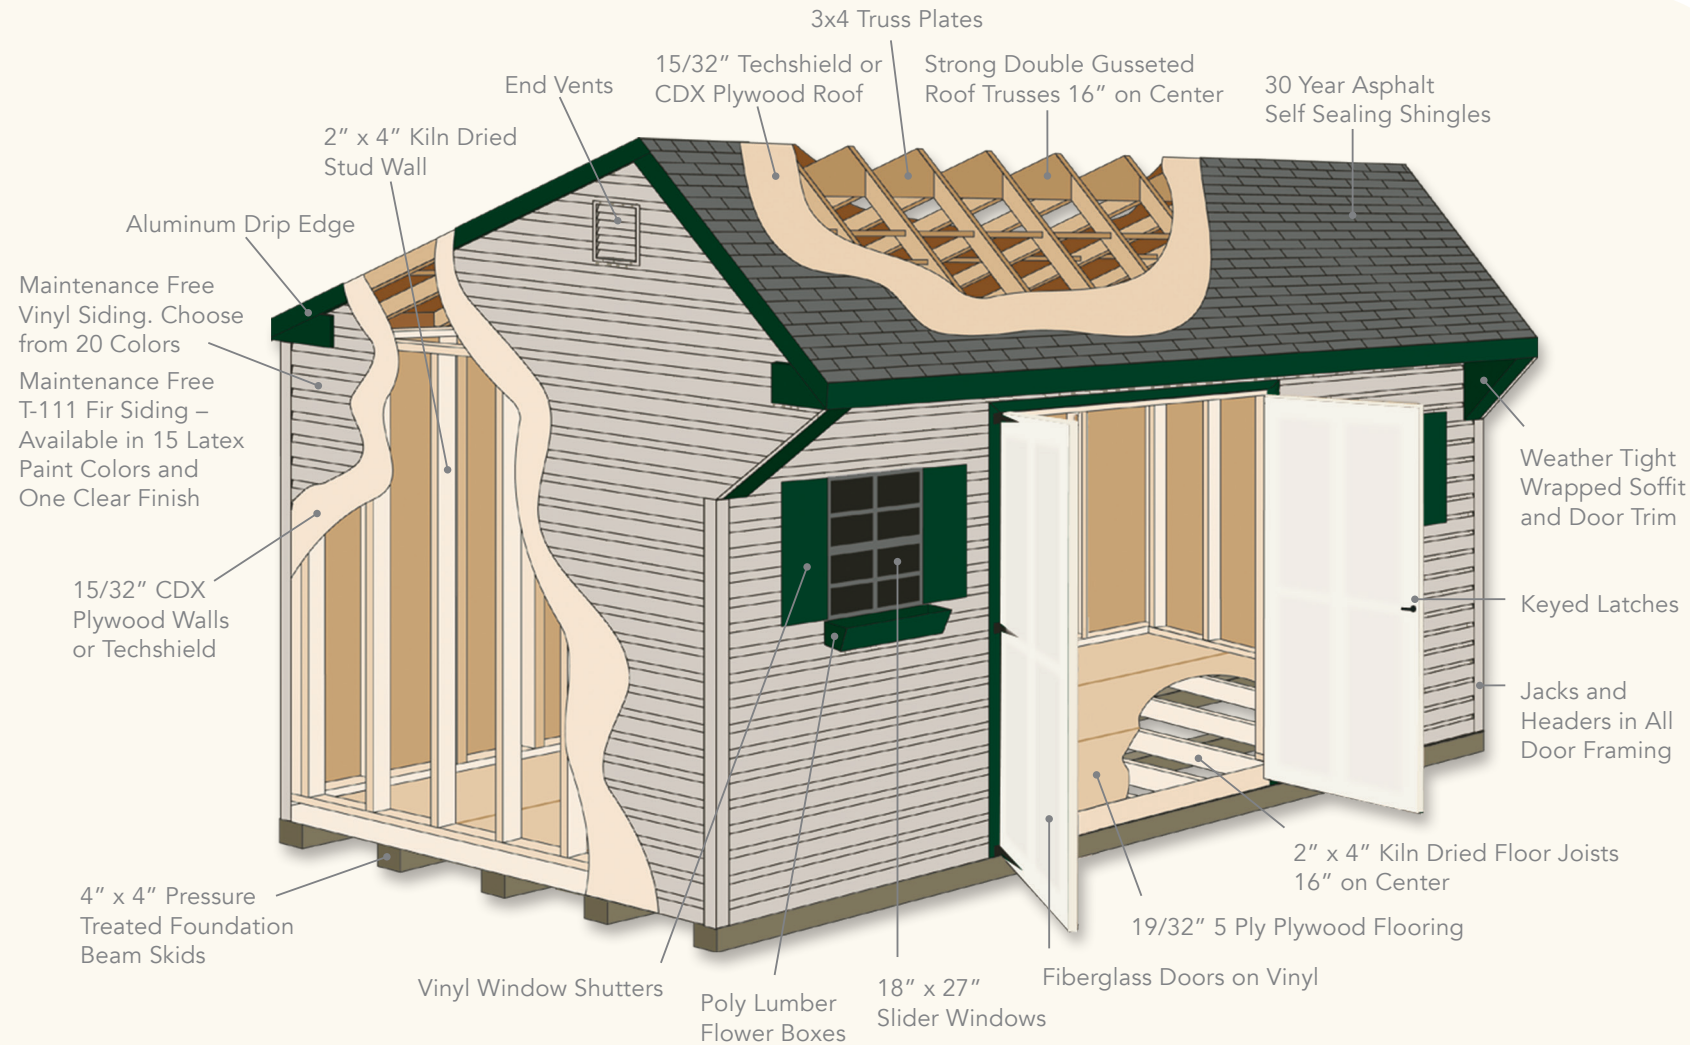 3x4 Truss Plates
15/32” Techshield or
CDX Plywood Roof
Strong Double Gusseted
Roof Trusses 16” on Center
End Vents
30 Year Asphalt
Self Sealing Shingles
2” x 4” Kiln Dried
Stud Wall
Aluminum Drip Edge
Maintenance Free
Vinyl Siding. Choose
from 20 Colors
Maintenance Free
T-111 Fir Siding –
Available in 15 Latex
Paint Colors and
One Clear Finish
Weather Tight
Wrapped Soffit
and Door Trim
15/32” CDX
Plywood Walls
or Techshield
Keyed Latches
Jacks and
Headers in All
Door Framing
2” x 4” Kiln Dried Floor Joists
16” on Center
4” x 4” Pressure
Treated Foundation
Beam Skids
19/32” 5 Ply Plywood Flooring
Vinyl Window Shutters
Poly Lumber
Flower Boxes
18” x 27”
Slider Windows
Fiberglass Doors on Vinyl